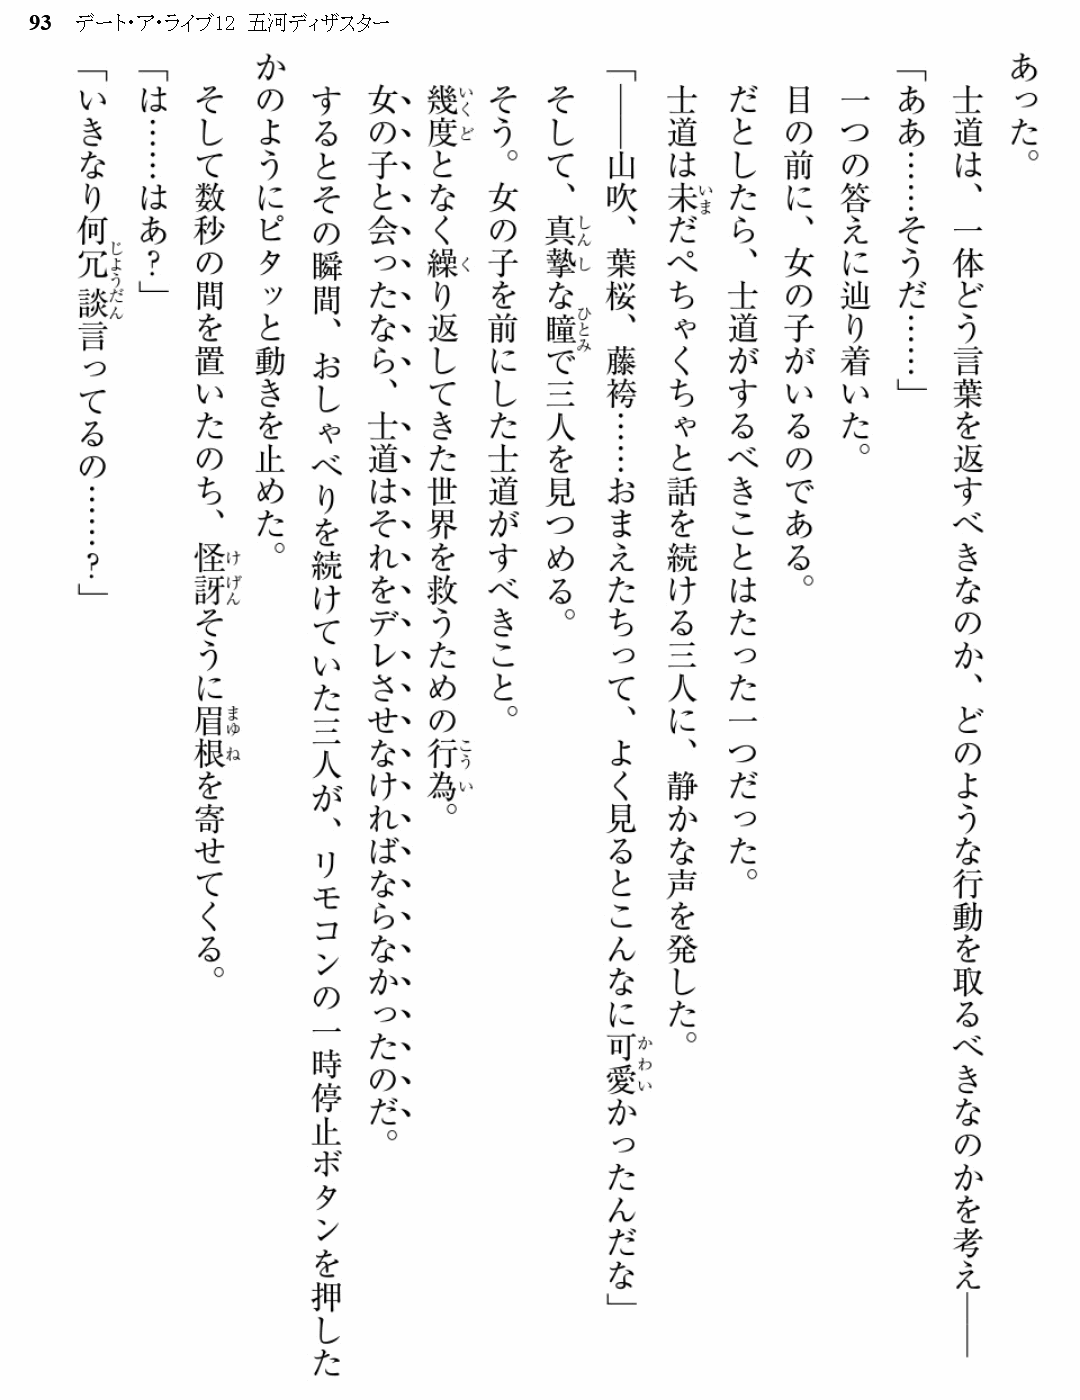 93 デート・ア・ライブ12 五河ディザスター
あった。
士道は、一体どう言葉を返すべきなのか、どのような行動を取るべきなのかを考え――
「ああ……そうだ……」
一つの答えに辿り着いた。
目の前に、女の子がいるのである。
だとしたら、士道がするべきことはたった一つだった。
士道は未だぺちゃくちゃと話を続ける三人に、静かな声を発した。
「――山吹、葉桜、藤袴……おまえたちって、よく見るとこんなに可愛かったんだな」
そして、真摯な瞳で三人を見つめる。
そう。女の子を前にした士道がすべきこと。
幾度となく繰り返してきた世界を救うための行為。
女の子と会ったなら、士道はそれをデレさせなければならなかったのだ。
するとその瞬間、おしゃべりを続けていた三人が、リモコンの一時停止ボタンを押した
かのようにピタッと動きを止めた。
そして数秒の間を置いたのち、怪訝そうに眉根を寄せてくる。
「は……はあ?」
「いきなり何冗談言ってるの……?」